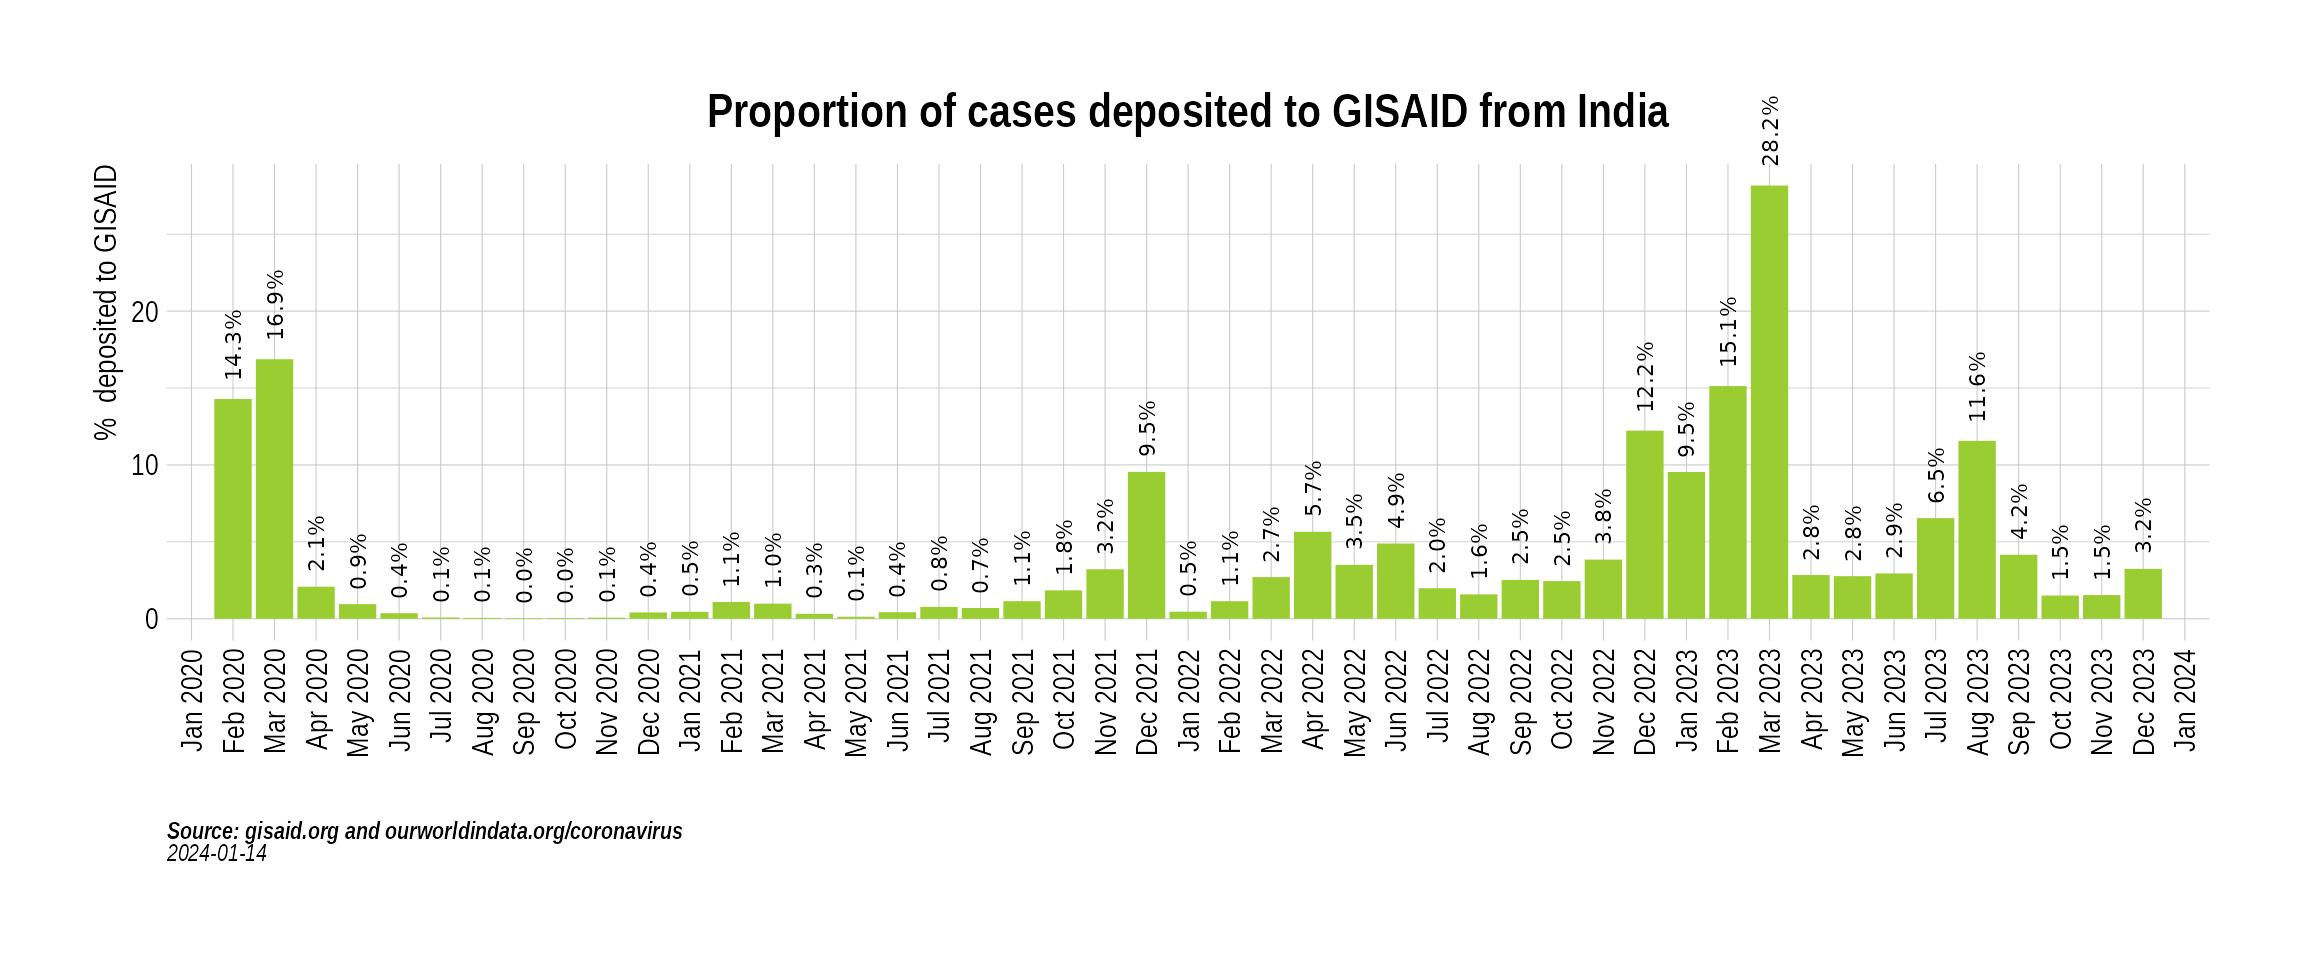 Proportion of cases deposited to GISAID from India
%  deposited to GISAID
20
10
0
14.3%
16.9%
2.1%
0.9%
0.4%
0.1%
0.1%
0.0%
0.0%
0.1%
0.4%
0.5%
1.1%
1.0%
0.3%
0.1%
0.4%
0.8%
0.7%
1.1%
1.8%
3.2%
9.5%
0.5%
1.1%
2.7%
5.7%
3.5%
4.9%
2.0%
1.6%
2.5%
2.5%
3.8%
12.2%
9.5%
15.1%
28.2%
2.8%
2.8%
2.9%
6.5%
11.6%
4.2%
1.5%
1.5%
3.2%
Jan 2020
Feb 2020
Mar 2020
Apr 2020
May 2020
Jun 2020
Jul 2020
Aug 2020
Sep 2020
Oct 2020
Nov 2020
Dec 2020
Jan 2021
Feb 2021
Mar 2021
Apr 2021
May 2021
Jun 2021
Jul 2021
Aug 2021
Sep 2021
Oct 2021
Nov 2021
Dec 2021
Jan 2022
Feb 2022
Mar 2022
Apr 2022
May 2022
Jun 2022
Jul 2022
Aug 2022
Sep 2022
Oct 2022
Nov 2022
Dec 2022
Jan 2023
Feb 2023
Mar 2023
Apr 2023
May 2023
Jun 2023
Jul 2023
Aug 2023
Sep 2023
Oct 2023
Nov 2023
Dec 2023
Jan 2024
Source: gisaid.org and ourworldindata.org/coronavirus
2024-01-14